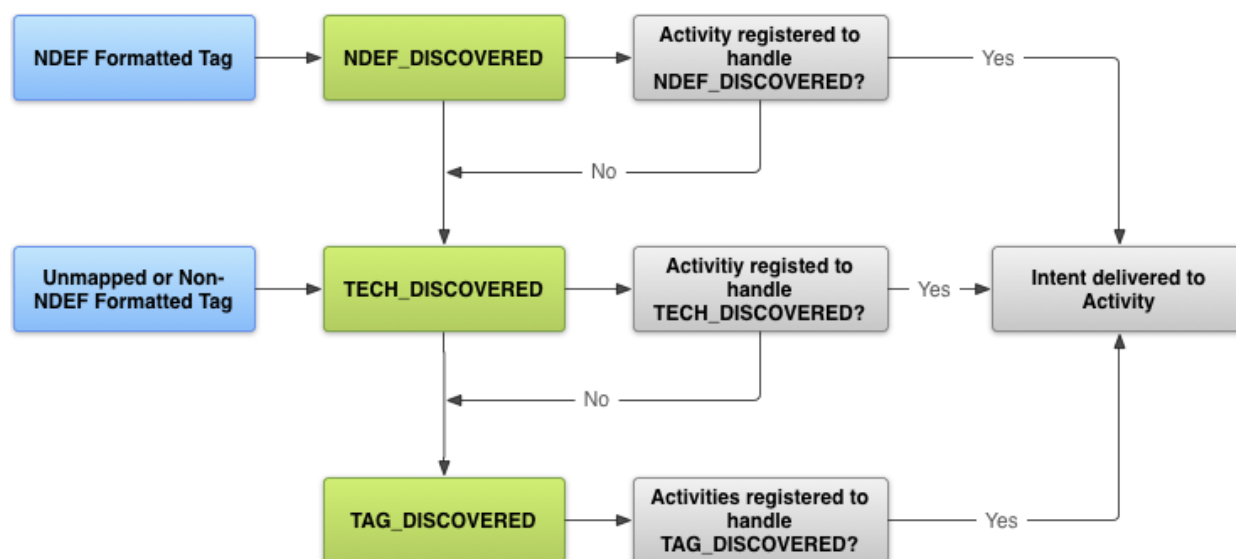 NDEF Formatted Tag
NDEF_DISCOVERED
Activity registered to
handle
NDEF_DISCOVERED?
Yes
No
Unmapped or Non-
NDEF Formatted Tag
TECH_DISCOVERED
Activitiy registed to
handle
TECH_DISCOVERED?
Yes
Intent delivered to
Activity
No
TAG_DISCOVERED
Activities registered to
handle
TAG_DISCOVERED?
Yes